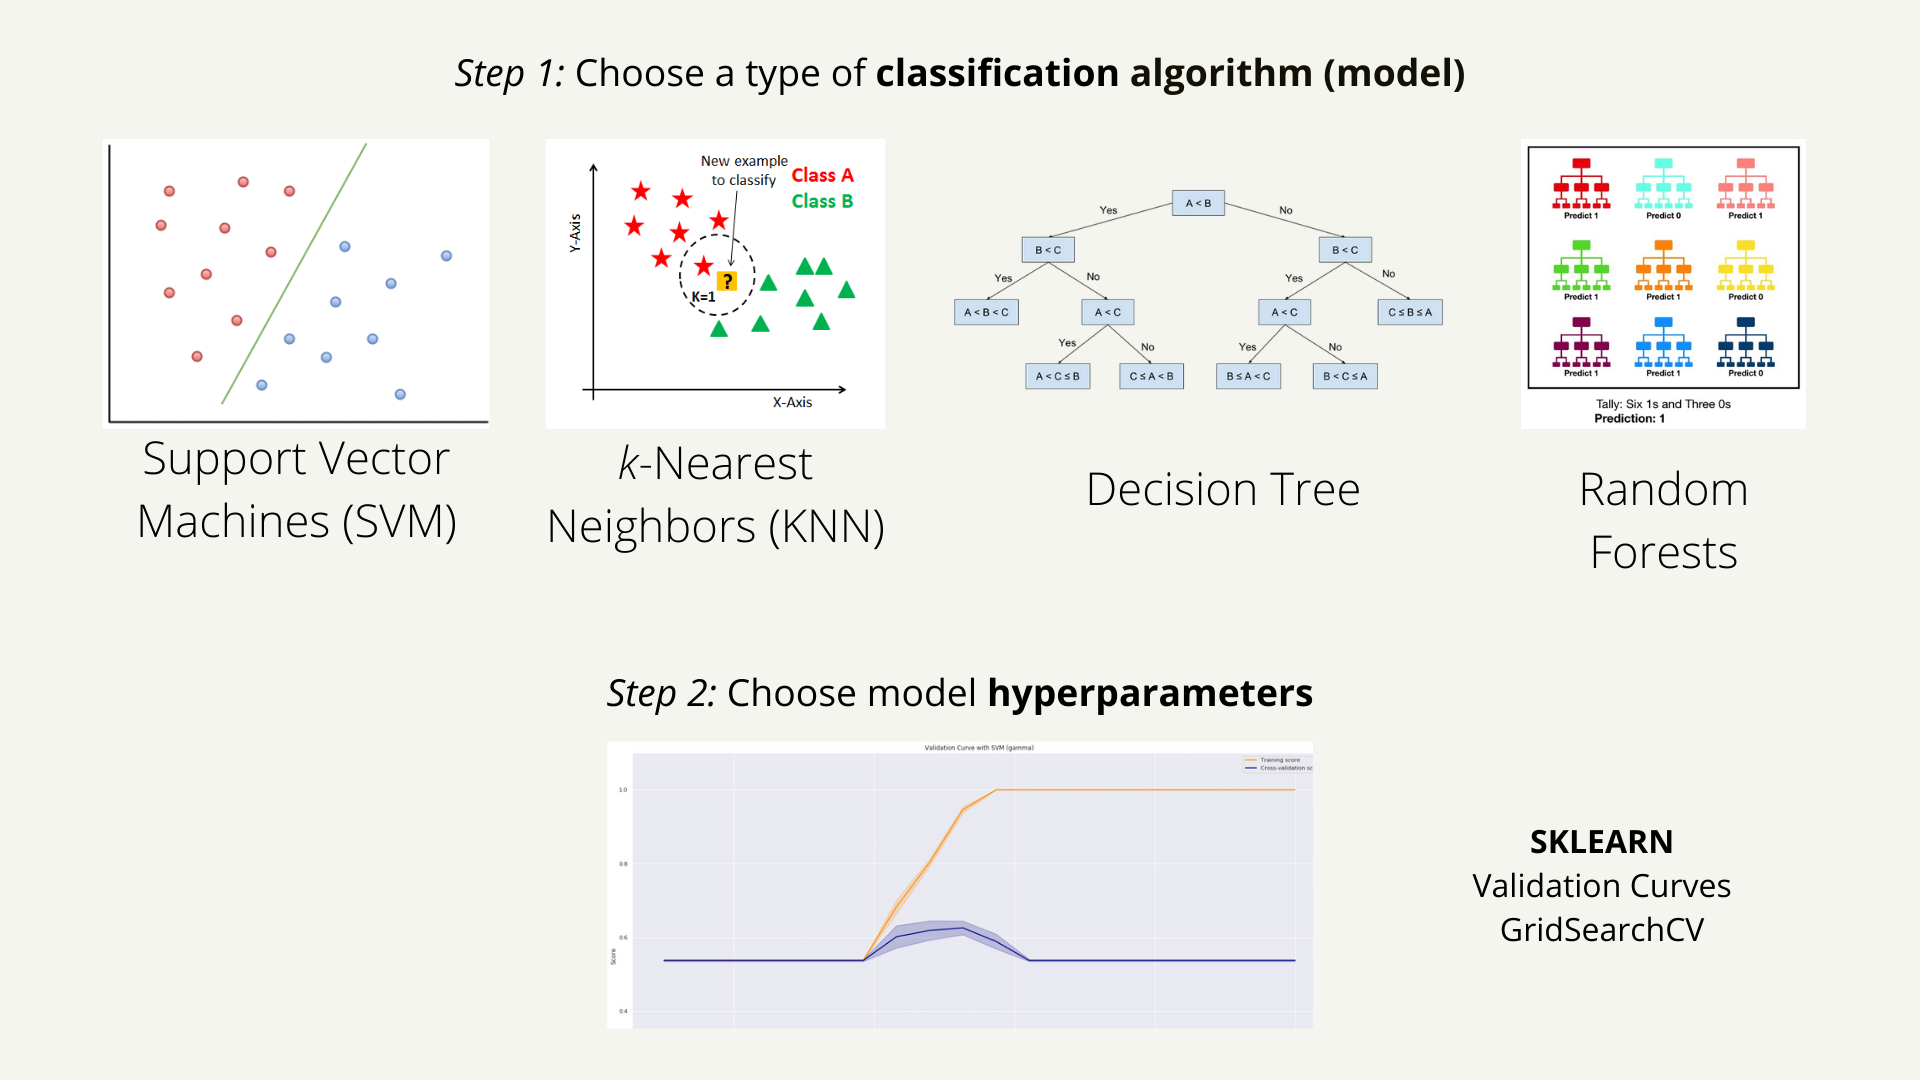 Step 1: Choose a type of classification algorithm (model)
Support Vector
Machines (SVM)
New example
to classify
Class A
Class B
Y-Axis
?
K=1
X-Axis
k-Nearest
Neighbors (KNN)
A < B
Yes
No
B < C
B < C
Yes
No
Yes
No
A < B < C
A < C
A < C
C ≤ B ≤ A
Yes
No
Yes
No
A < C ≤ B
C ≤ A < B
B ≤ A < C
B < C ≤ A
Decision Tree
Predict 1
Predict 0
Predict 1
Predict 1
Predict 1
Predict 0
Predict 1
Predict 1
Predict 0
Tally: Six 1s and Three 0s
Prediction: 1
Random
Forests
Step 2: Choose model hyperparameters
Validation Curve with SVM (gamma)
Training score
Cross-validation sc
1.0
0.8
0.6
Score
0.4
SKLEARN
Validation Curves
GridSearchCV